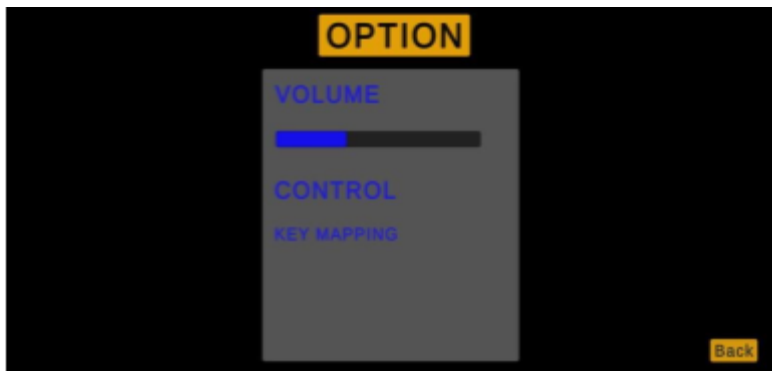 OPTION
VOLUME
CONTROL
KEY MAPPING
Back